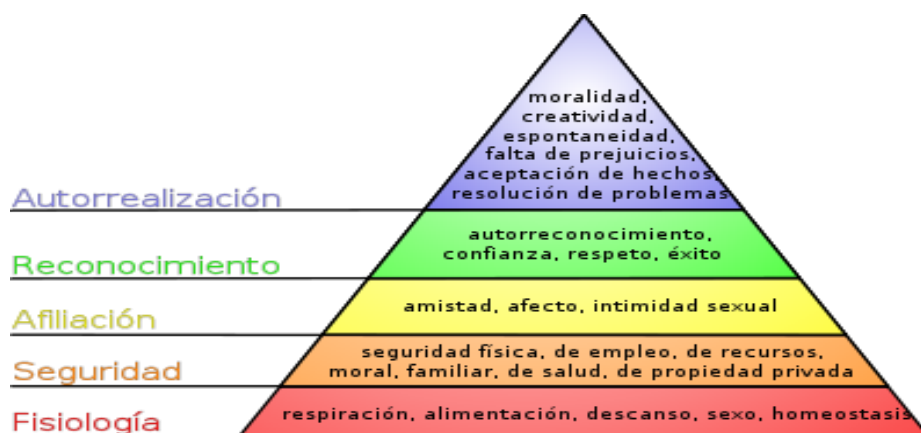 moralidad,
creatividad,
espontaneidad,
falta de prejuicios,
aceptación de hechos,
resolución de problemas
Autorrealización
autorreconocimiento,
confianza, respeto, éxito
Reconocimiento
amistad, afecto, intimidad sexual
Afiliación
seguridad física, de empleo, de recursos,
moral, familiar, de salud, de propiedad privada
Seguridad
respiración, alimentación, descanso, sexo, homeostasis
Fisiología